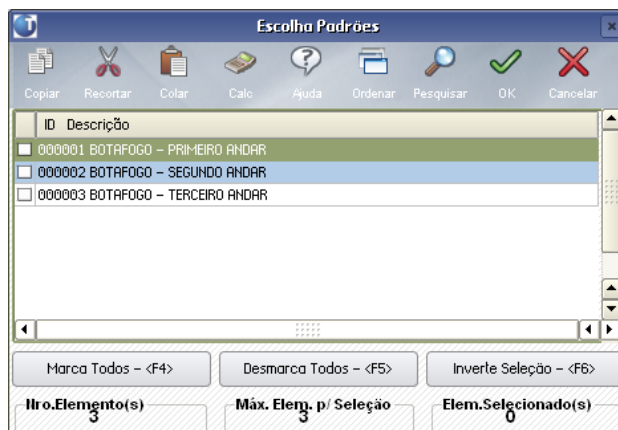 Escolha Padrões
Copiar Recortar Colar Calc Ajuda Ordenar Pesquisar OK Cancelar
ID Descrição
000001 BOTAFOGO - PRIMEIRO ANDAR
000002 BOTAFOGO - SEGUNDO ANDAR
000003 BOTAFOGO - TERCEIRO ANDAR
Marca Todos - <F4> Desmarca Todos - <F5> Inverte Seleção - <F6>
Nro.Elemento(s) Máx. Elem. p/ Seleção Elem.Selecionado(s)
3 3 0